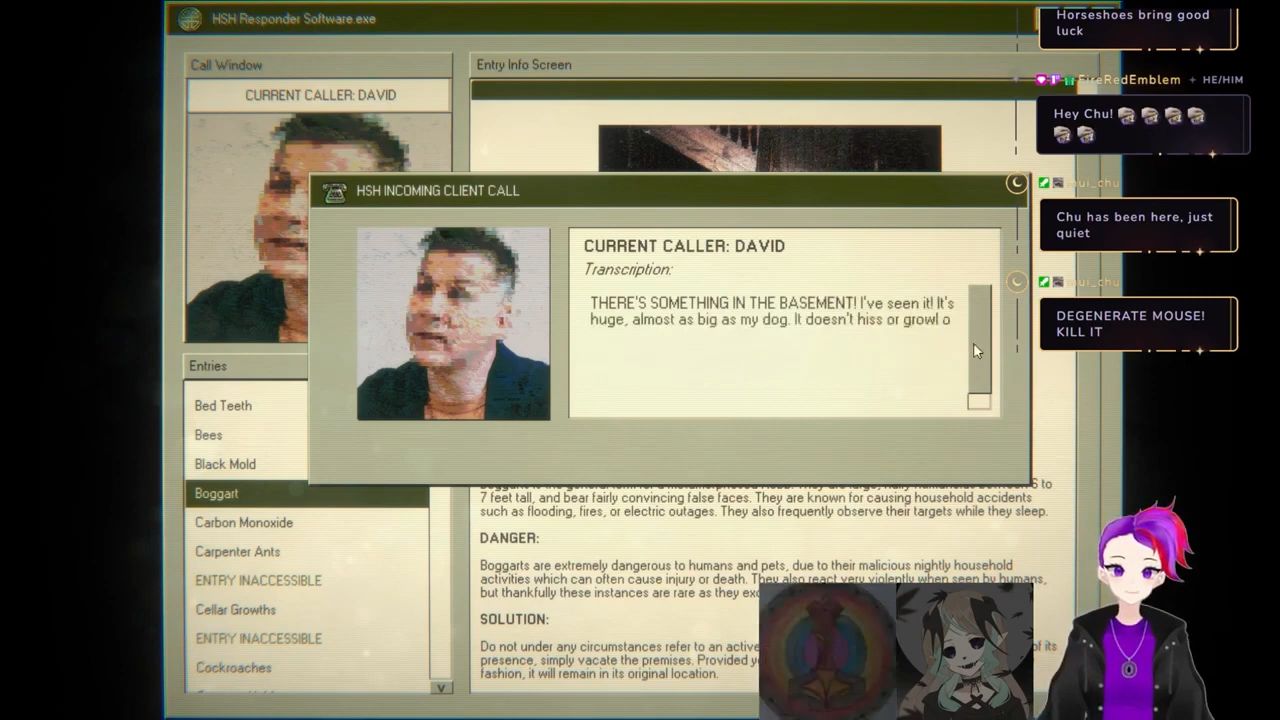 HSH Responder Software.exe
Call Window
CURRENT CALLER: DAVID
Entry Info Screen
HSH INCOMING CLIENT CALL
CURRENT CALLER: DAVID
Transcription:
THERE'S SOMETHING IN THE BASEMENT! I've seen it! It's
huge, almost as big as my dog. It doesn't hiss or growl o
Entries
Bed Teeth
Bees
Black Mold
Boggart
Carbon Monoxide
Carpenter Ants
ENTRY INACCESSIBLE
Cellar Growths
ENTRY INACCESSIBLE
Cockroaches
V
to
7 feet tall, and bear fairly convincing false faces. They are known for causing household accidents
such as flooding, fires, or electric outages. They also frequently observe their targets while they sleep.
DANGER:
Boggarts are extremely dangerous to humans and pets, due to their malicious nightly household
activities which can often cause injury or death. They also react very violently when seen by humans,
but thankfully these instances are rare as they
SOLUTION:
Do not under any circumstances refer to an active
of its
presence, simply vacate the premises. Provided
fashion, it will remain in its original location.
Horseshoes bring good
luck
FireRedEmblem
HE/HIM
Hey Chu!
Chu has been here, just
quiet
DEGENERATE MOUSE!
KILL IT